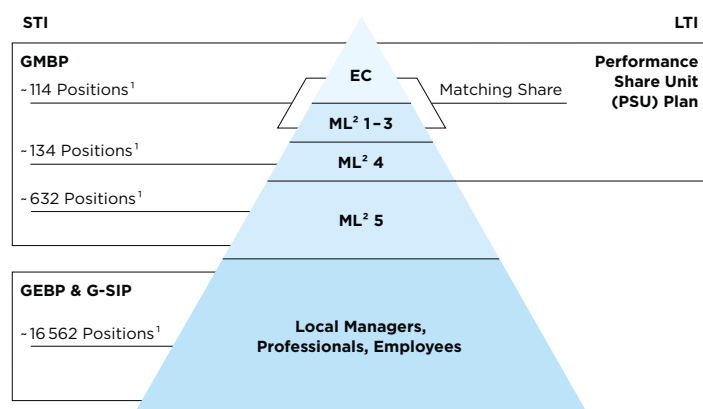 STI
LTI
GMBP
~114 Positions¹
EC
Matching Share
Performance
Share Unit
(PSU) Plan
ML² 1–3
~134 Positions¹
ML² 4
~632 Positions¹
ML² 5
GEBP & G-SIP
~16 562 Positions¹
Local Managers,
Professionals, Employees